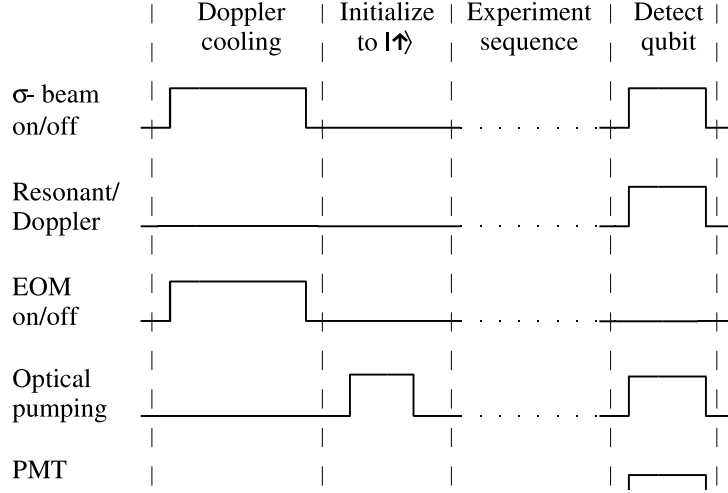 Doppler
cooling
Initialize
to |↑⟩
Experiment
sequence
Detect
qubit
σ- beam
on/off
Resonant/
Doppler
EOM
on/off
Optical
pumping
PMT